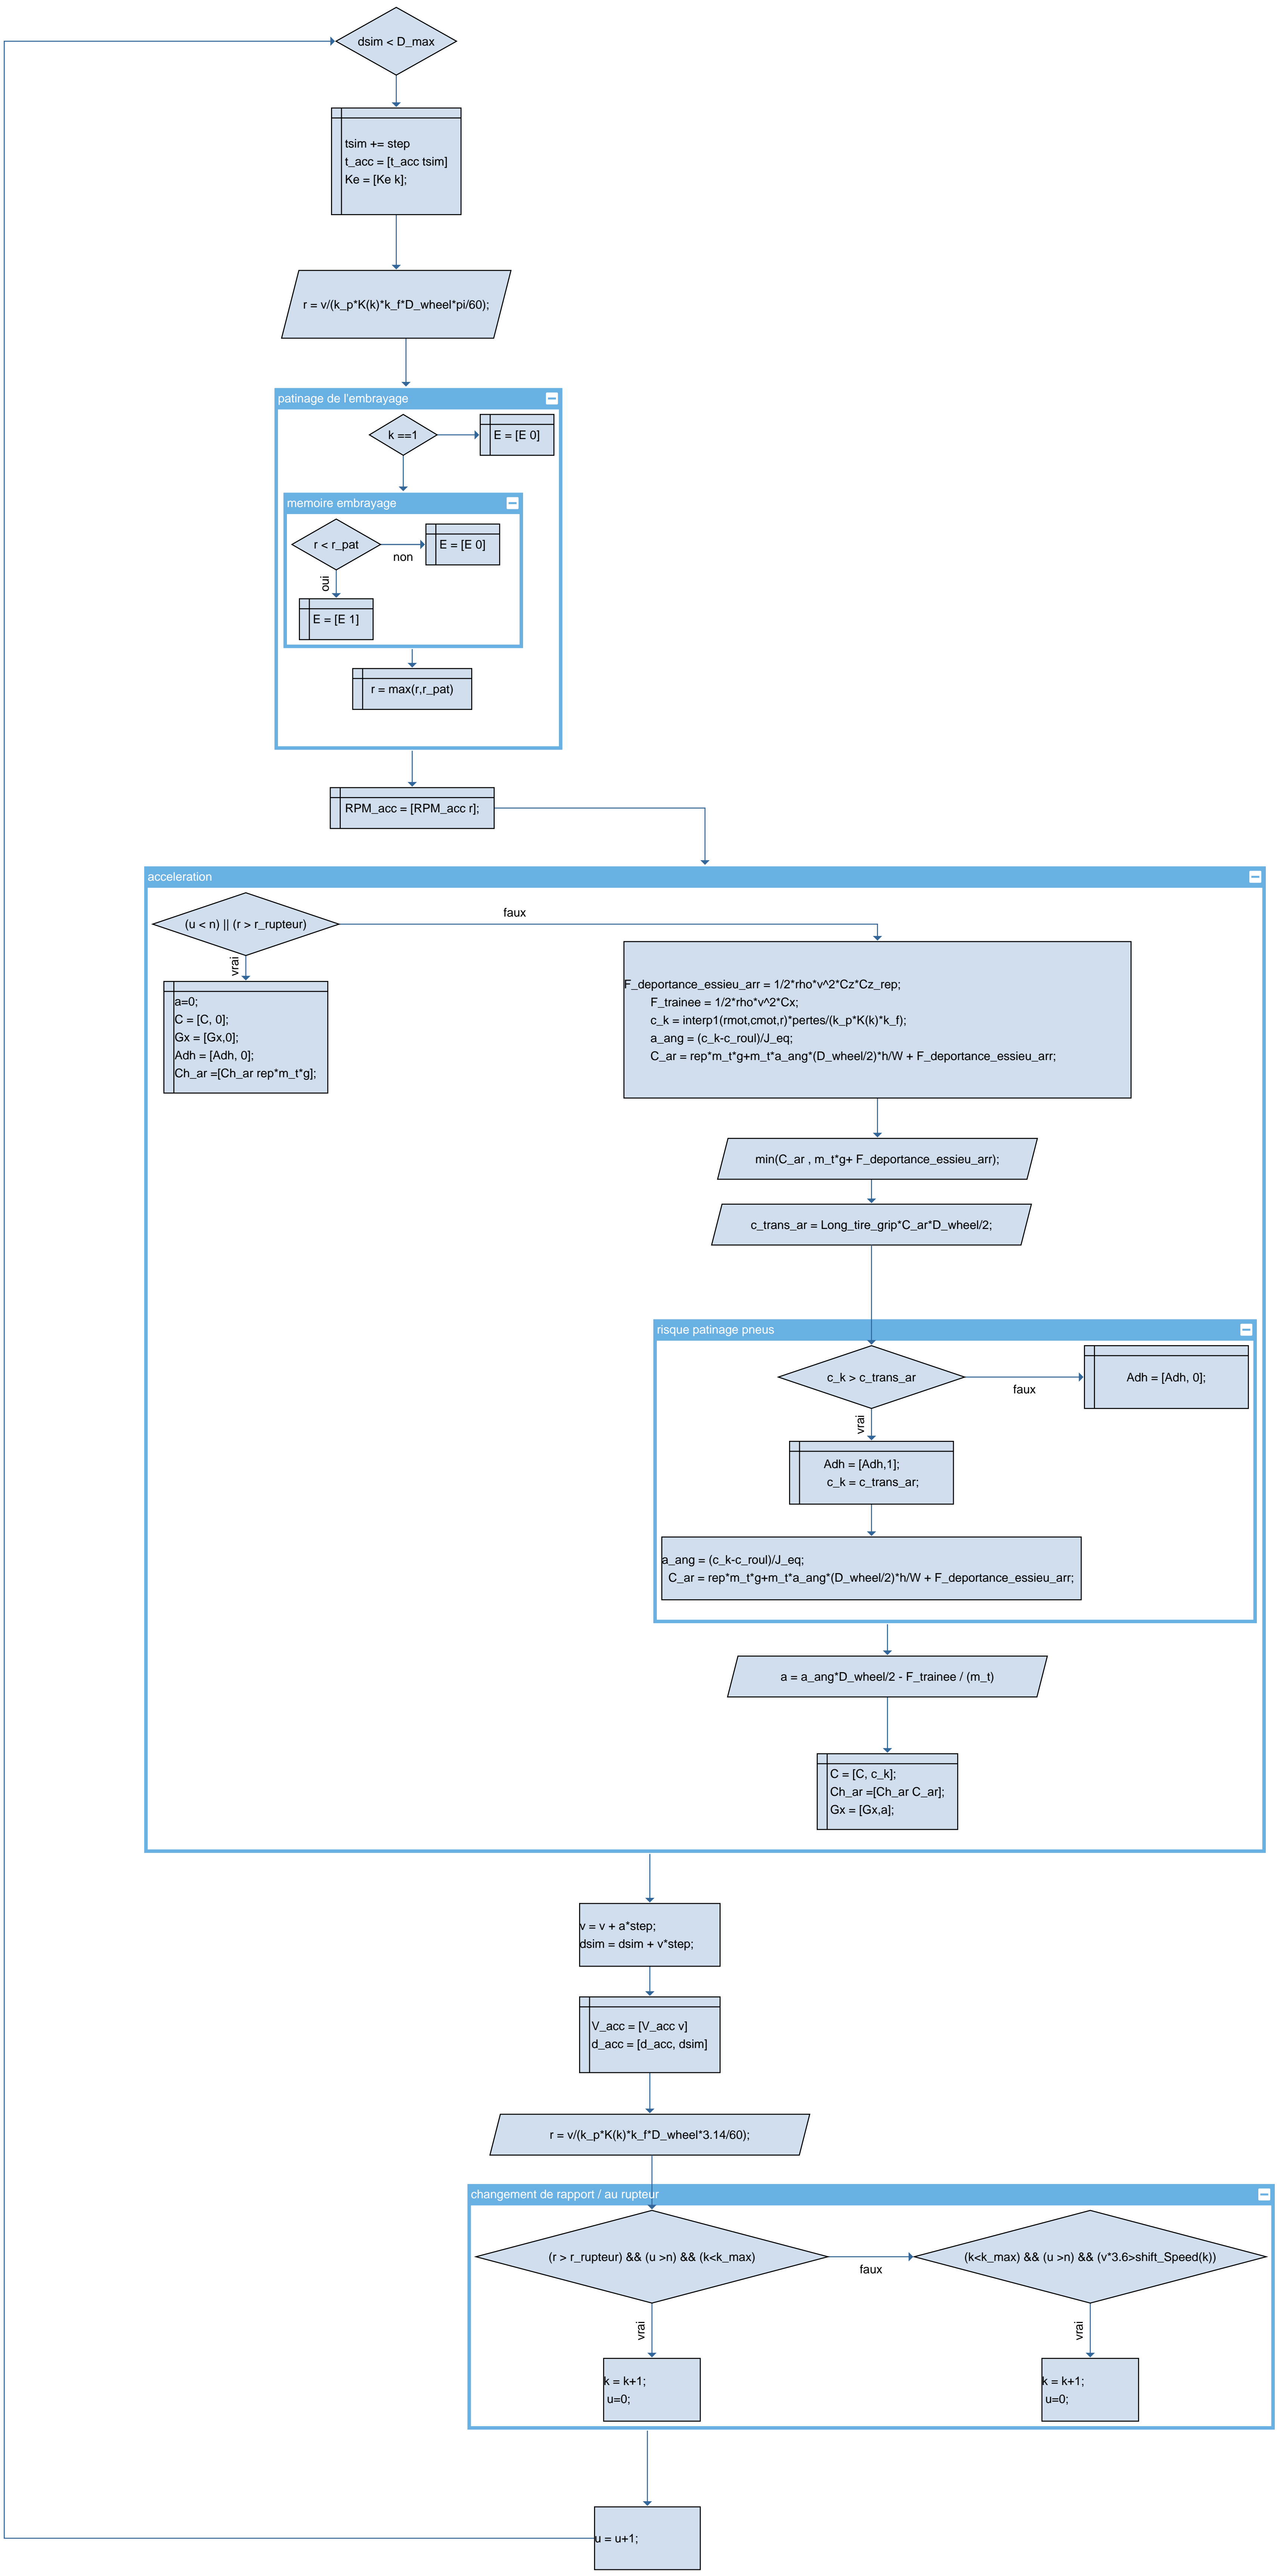 dsim < D_max
tsim += step
t_acc = [t_acc tsim]
Ke = [Ke k];
r = v/(k_p*K(k)*k_f*D_wheel*pi/60);
patinage de l'embrayage
k ==1
E = [E 0]
memoire embrayage
r < r_pat
non
E = [E 0]
oui
E = [E 1]
r = max(r,r_pat)
RPM_acc = [RPM_acc r];
acceleration
(u < n) || (r > r_rupteur)
faux
vrai
a=0;
C = [C, 0];
Gx = [Gx,0];
Adh = [Adh, 0];
Ch_ar =[Ch_ar rep*m_t*g];
F_deportance_essieu_arr = 1/2*rho*v^2*Cz*Cz_rep;
F_trainee = 1/2*rho*v^2*Cx;
c_k = interp1(rmot,cmot,r)*pertes/(k_p*K(k)*k_f);
a_ang = (c_k-c_roul)/J_eq;
C_ar = rep*m_t*g+m_t*a_ang*(D_wheel/2)*h/W + F_deportance_essieu_arr;
min(C_ar , m_t*g+ F_deportance_essieu_arr);
c_trans_ar = Long_tire_grip*C_ar*D_wheel/2;
risque patinage pneus
c_k > c_trans_ar
faux
Adh = [Adh, 0];
vrai
Adh = [Adh,1];
c_k = c_trans_ar;
a_ang = (c_k-c_roul)/J_eq;
C_ar = rep*m_t*g+m_t*a_ang*(D_wheel/2)*h/W + F_deportance_essieu_arr;
a = a_ang*D_wheel/2 - F_trainee / (m_t)
C = [C, c_k];
Ch_ar =[Ch_ar C_ar];
Gx = [Gx,a];
v = v + a*step;
dsim = dsim + v*step;
V_acc = [V_acc v]
d_acc = [d_acc, dsim]
r = v/(k_p*K(k)*k_f*D_wheel*3.14/60);
changement de rapport / au rupteur
(r > r_rupteur) && (u >n) && (k<k_max)
faux
(k<k_max) && (u >n) && (v*3.6>shift_Speed(k))
vrai
vrai
k = k+1;
u=0;
k = k+1;
u=0;
u = u+1;